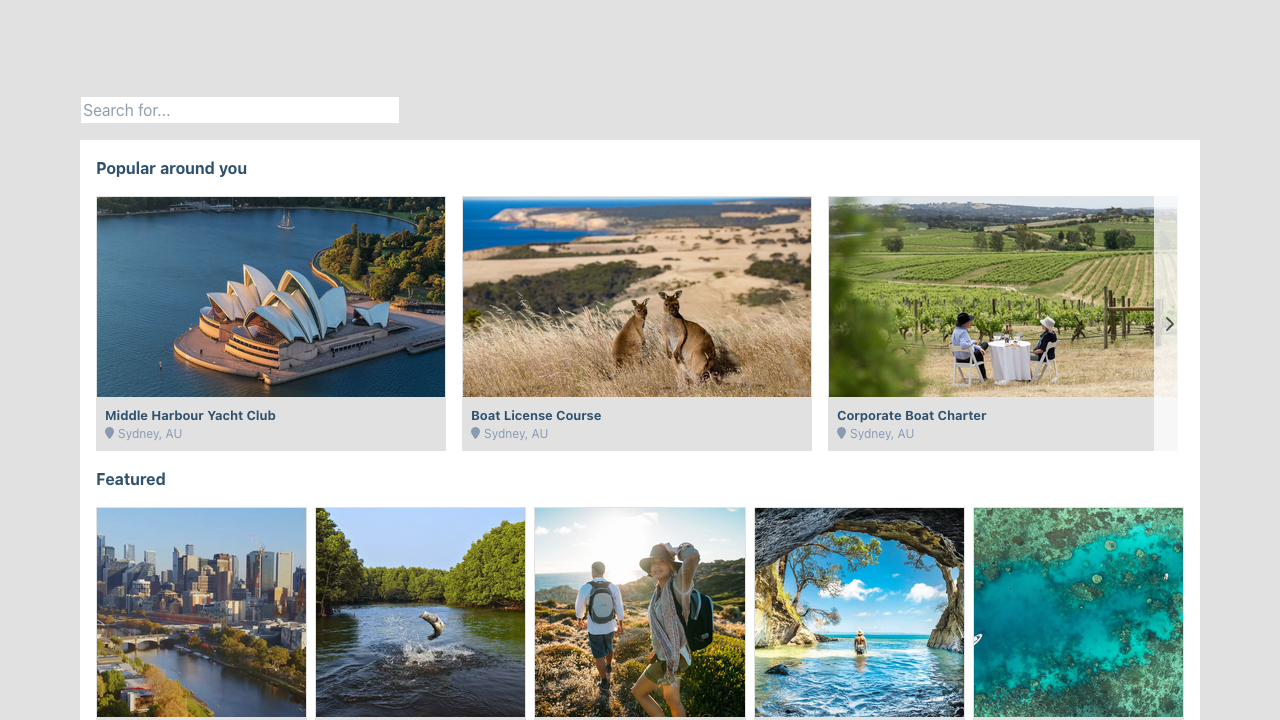 Search for...
Popular around you
Middle Harbour Yacht Club
Sydney, AU
Boat License Course
Sydney, AU
Corporate Boat Charter
Sydney, AU
Featured